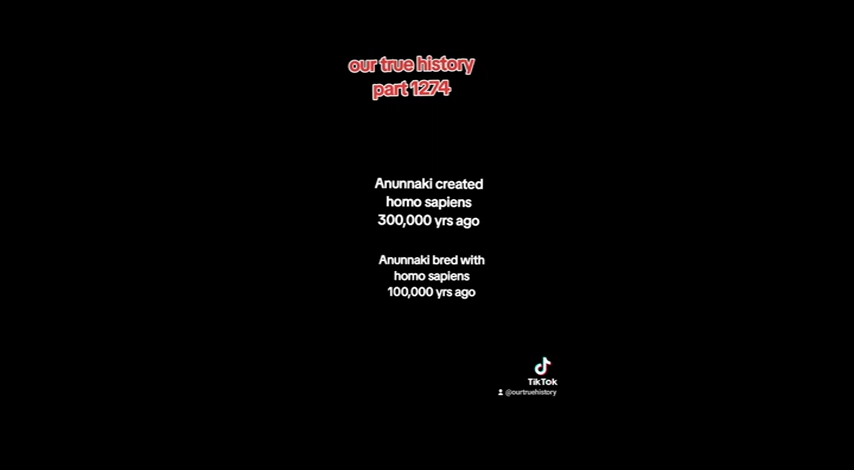 our true history
part 1274
Anunnaki created
homo sapiens
300,000 yrs ago
Anunnaki bred with
homo sapiens
100,000 yrs ago
TikTok
@ourtruehistory